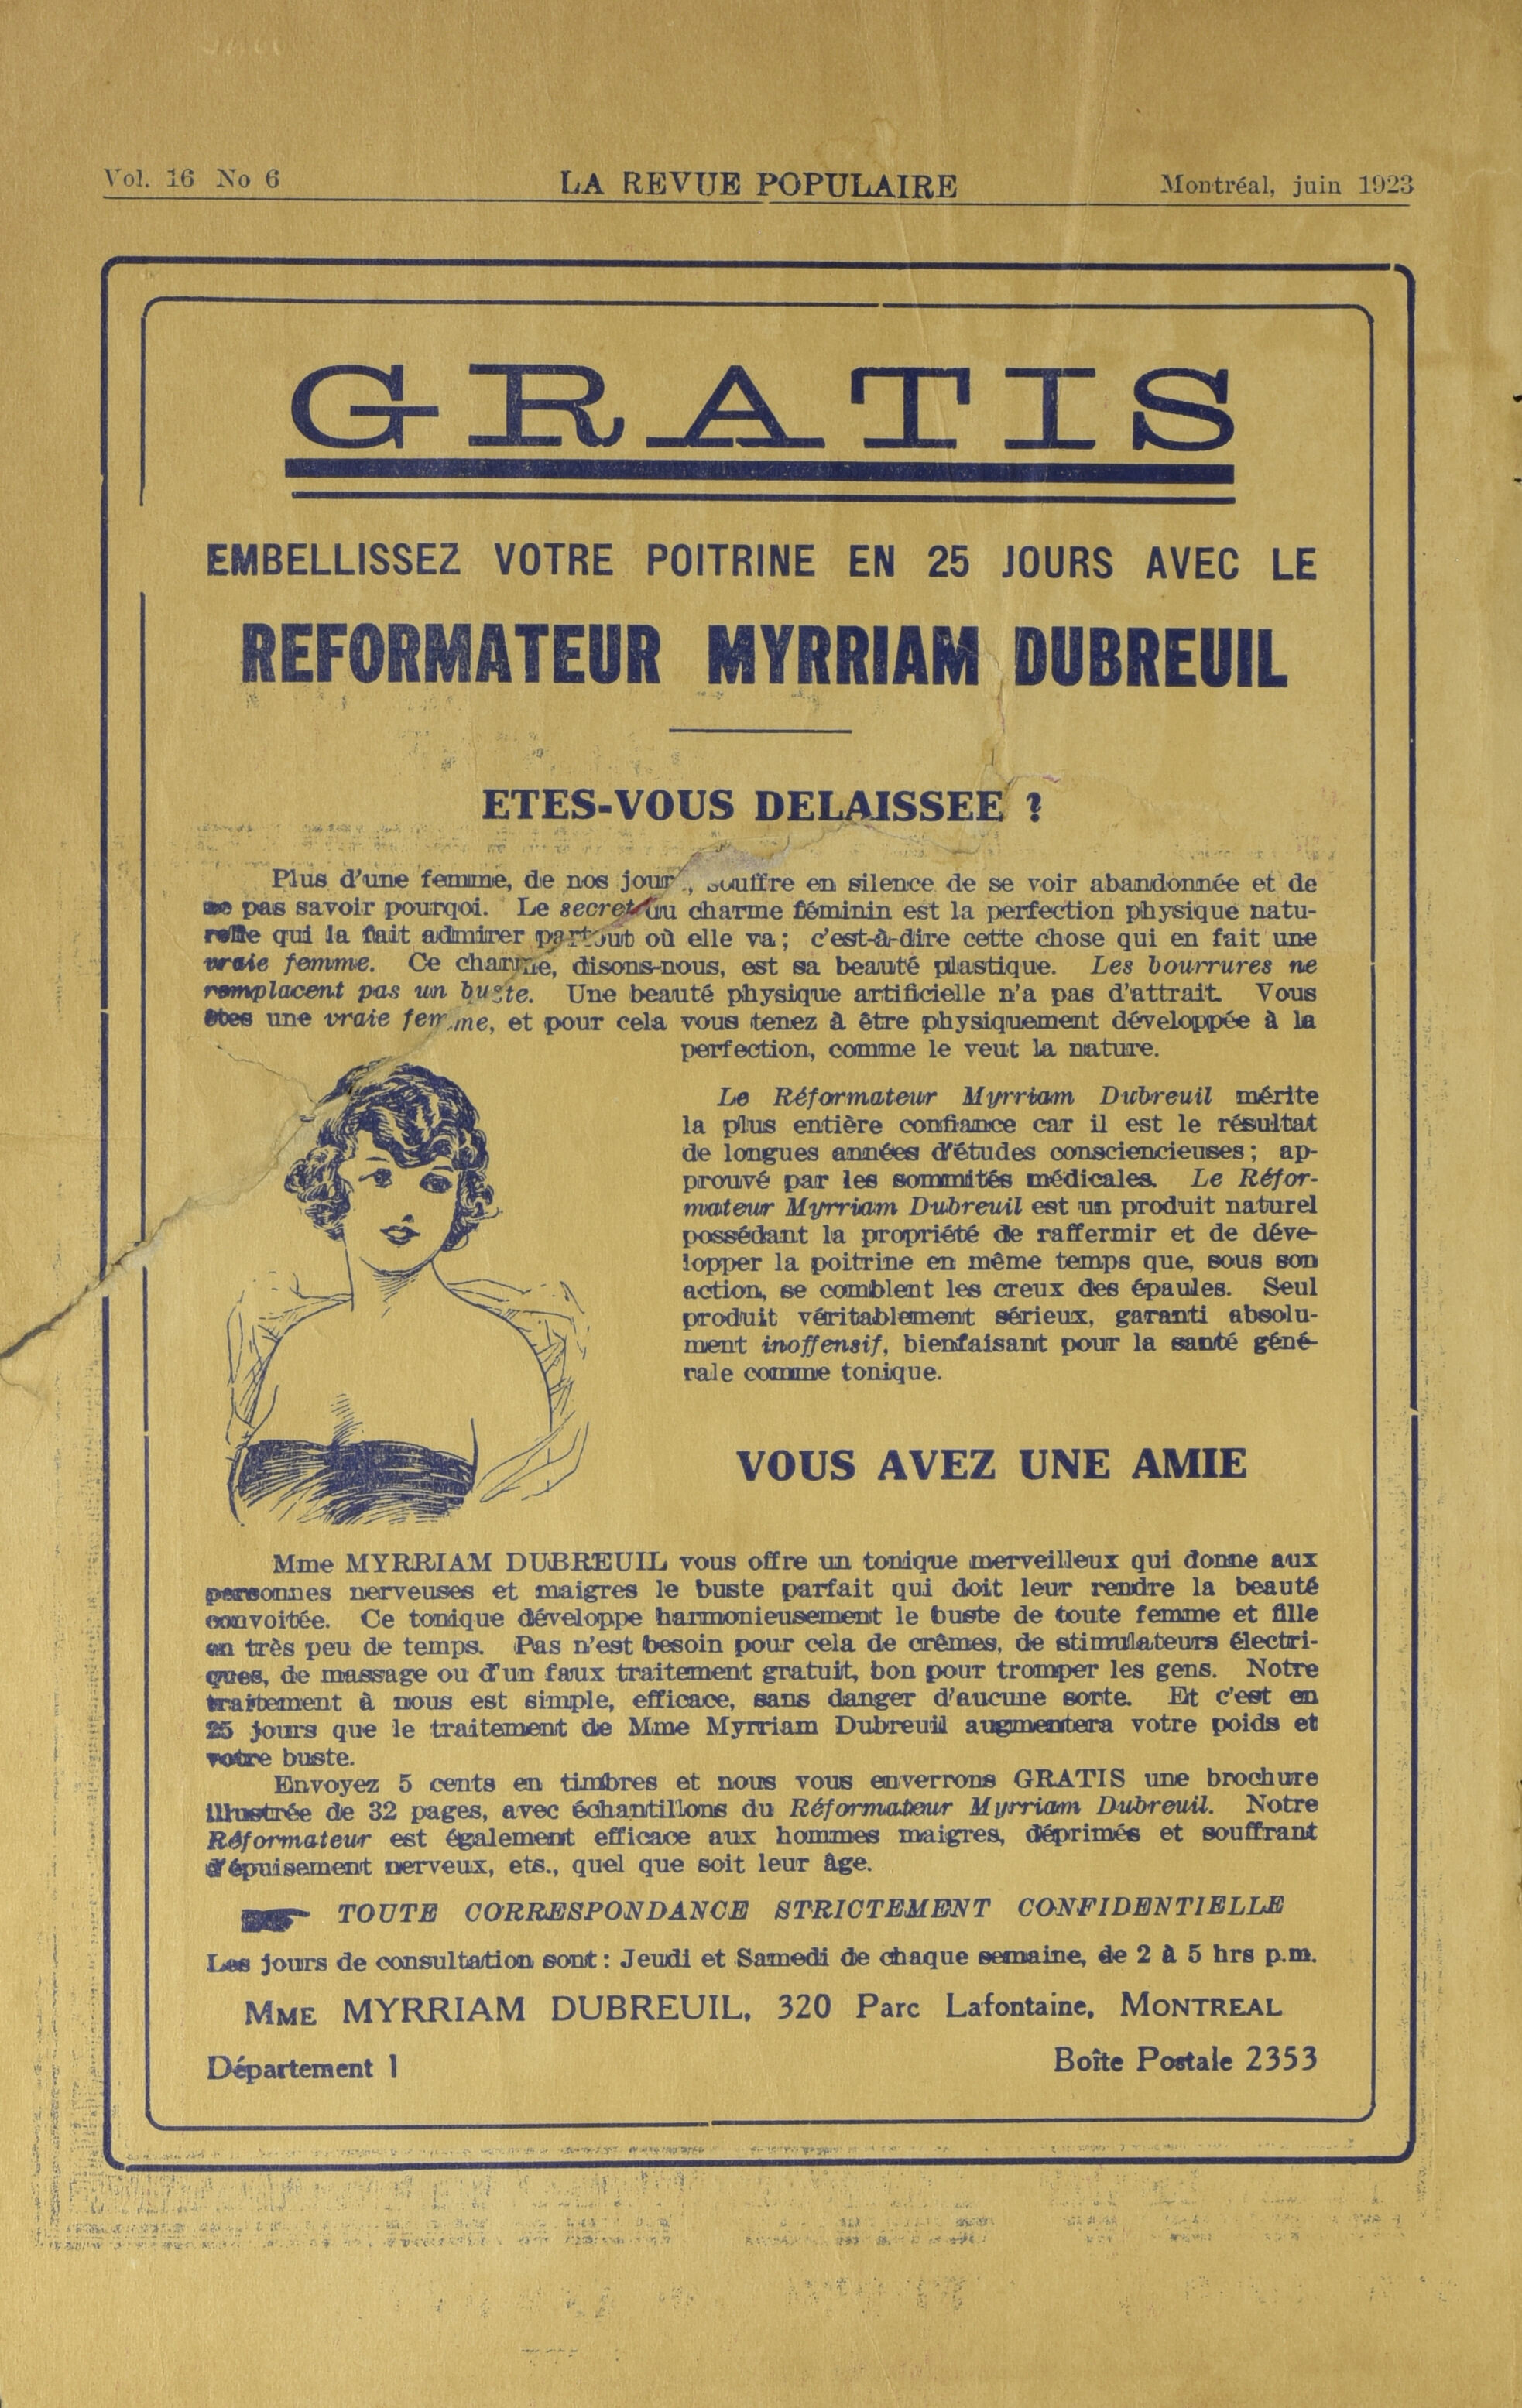 Vol. 16 No 6 LA REVUE POPULAIRE Montréal, juin 1923
GRATIS
EMBELLISSEZ VOTRE POITRINE EN 25 JOURS AVEC LE
REFORMATEUR MYRRIAM DUBREUIL
ETES-VOUS DELAISSEE ?
Plus d'une femme, de nos jours, souffre en silence de se voir abandonnée et de
ne pas savoir pourqoi. Le secret du charme féminin est la perfection physique natu-
relle qui la fait admirer partout où elle va; c'est-à-dire cette chose qui en fait une
vraie femme. Ce charme, disons-nous, est sa beauté plastique. Les bourrures ne
remplacent pas un buste. Une beauté physique artificielle n'a pas d'attrait. Vous
êtes une vraie femme, et pour cela vous tenez à être physiquement développée à la
perfection, comme le veut la nature.
Le Réformateur Myrriam Dubreuil mérite
la plus entière confiance car il est le résultat
de longues années d'études consciencieuses; ap-
prouvé par les sommités médicales. Le Réfor-
mateur Myrriam Dubreuil est un produit naturel
possédant la propriété de raffermir et de déve-
lopper la poitrine en même temps que, sous son
action, se comblent les creux des épaules. Seul
produit véritablement sérieux, garanti absolu-
ment inoffensif, bienfaisant pour la santé géné-
rale comme tonique.
VOUS AVEZ UNE AMIE
Mme MYRRIAM DUBREUIL vous offre un tonique merveilleux qui donne aux
personnes nerveuses et maigres le buste parfait qui doit leur rendre la beauté
convoitée. Ce tonique développe harmonieusement le buste de toute femme et fille
en très peu de temps. Pas n'est besoin pour cela de crêmes, de stimulateurs électri-
ques, de massage ou d'un faux traitement gratuit, bon pour tromper les gens. Notre
traitement à nous est simple, efficace, sans danger d'aucune sorte. Et c'est en
25 jours que le traitement de Mme Myrriam Dubreuil augmentera votre poids et
votre buste.
Envoyez 5 cents en timbres et nous vous enverrons GRATIS une brochure
illustrée de 32 pages, avec échantillons du Réformateur Myrriam Dubreuil. Notre
Réformateur est également efficace aux hommes maigres, déprimés et souffrant
d'épuisement nerveux, ets., quel que soit leur âge.
TOUTE CORRESPONDANCE STRICTEMENT CONFIDENTIELLE
Les jours de consultation sont: Jeudi et Samedi de chaque semaine, de 2 à 5 hrs p.m.
MME MYRRIAM DUBREUIL, 320 Parc Lafontaine, MONTREAL
Département 1 Boîte Postale 2353